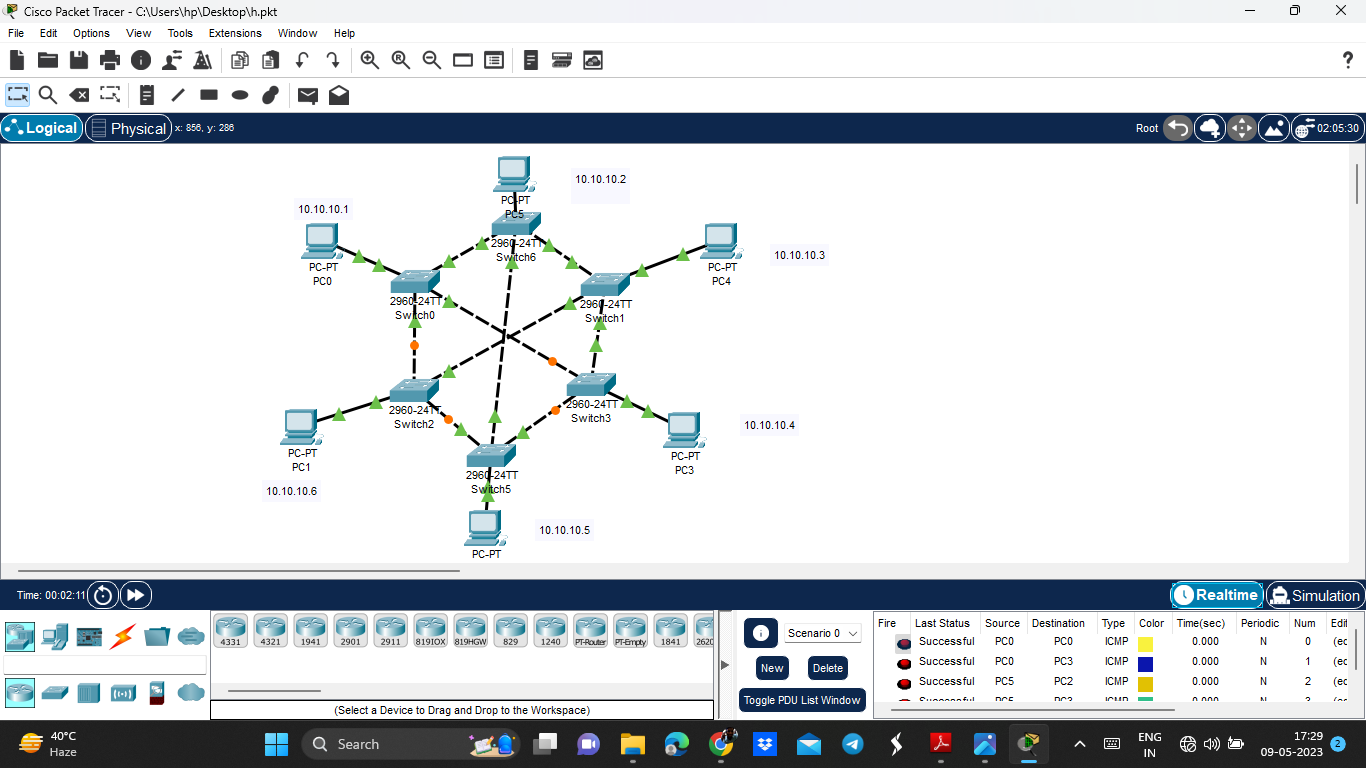 Cisco Packet Tracer - C:\Users\hp\Desktop\h.pkt
File Edit Options View Tools Extensions Window Help
Logical Physical x: 856, y: 286 Root 02:05:30
10.10.10.1
PC-PT
PC0
PC-PT
PC5
10.10.10.2
2960-24TT
Switch6
PC-PT
PC4
10.10.10.3
2960-24TT
Switch0
2960-24TT
Switch1
2960-24TT
Switch2
2960-24TT
Switch3
PC-PT
PC1
10.10.10.6
PC-PT
PC3
10.10.10.4
2960-24TT
Switch5
PC-PT
10.10.10.5
Time: 00:02:11 Realtime Simulation
4331 4321 1941 2901 2911 819IOX 819HGW 829 1240 PT-Router PT-Empty 1841 2620
(Select a Device to Drag and Drop to the Workspace)
Scenario 0
New Delete
Toggle PDU List Window
Fire Last Status Source Destination Type Color Time(sec) Periodic Num Edit
Successful PC0 PC0 ICMP 0.000 N 0 (ec
Successful PC0 PC3 ICMP 0.000 N 1 (ec
Successful PC5 PC2 ICMP 0.000 N 2 (ec
Successful PC5 PC3 ICMP 0.000 N 3 (ec
40°C
Haze
Search
ENG
IN
17:29
09-05-2023
2